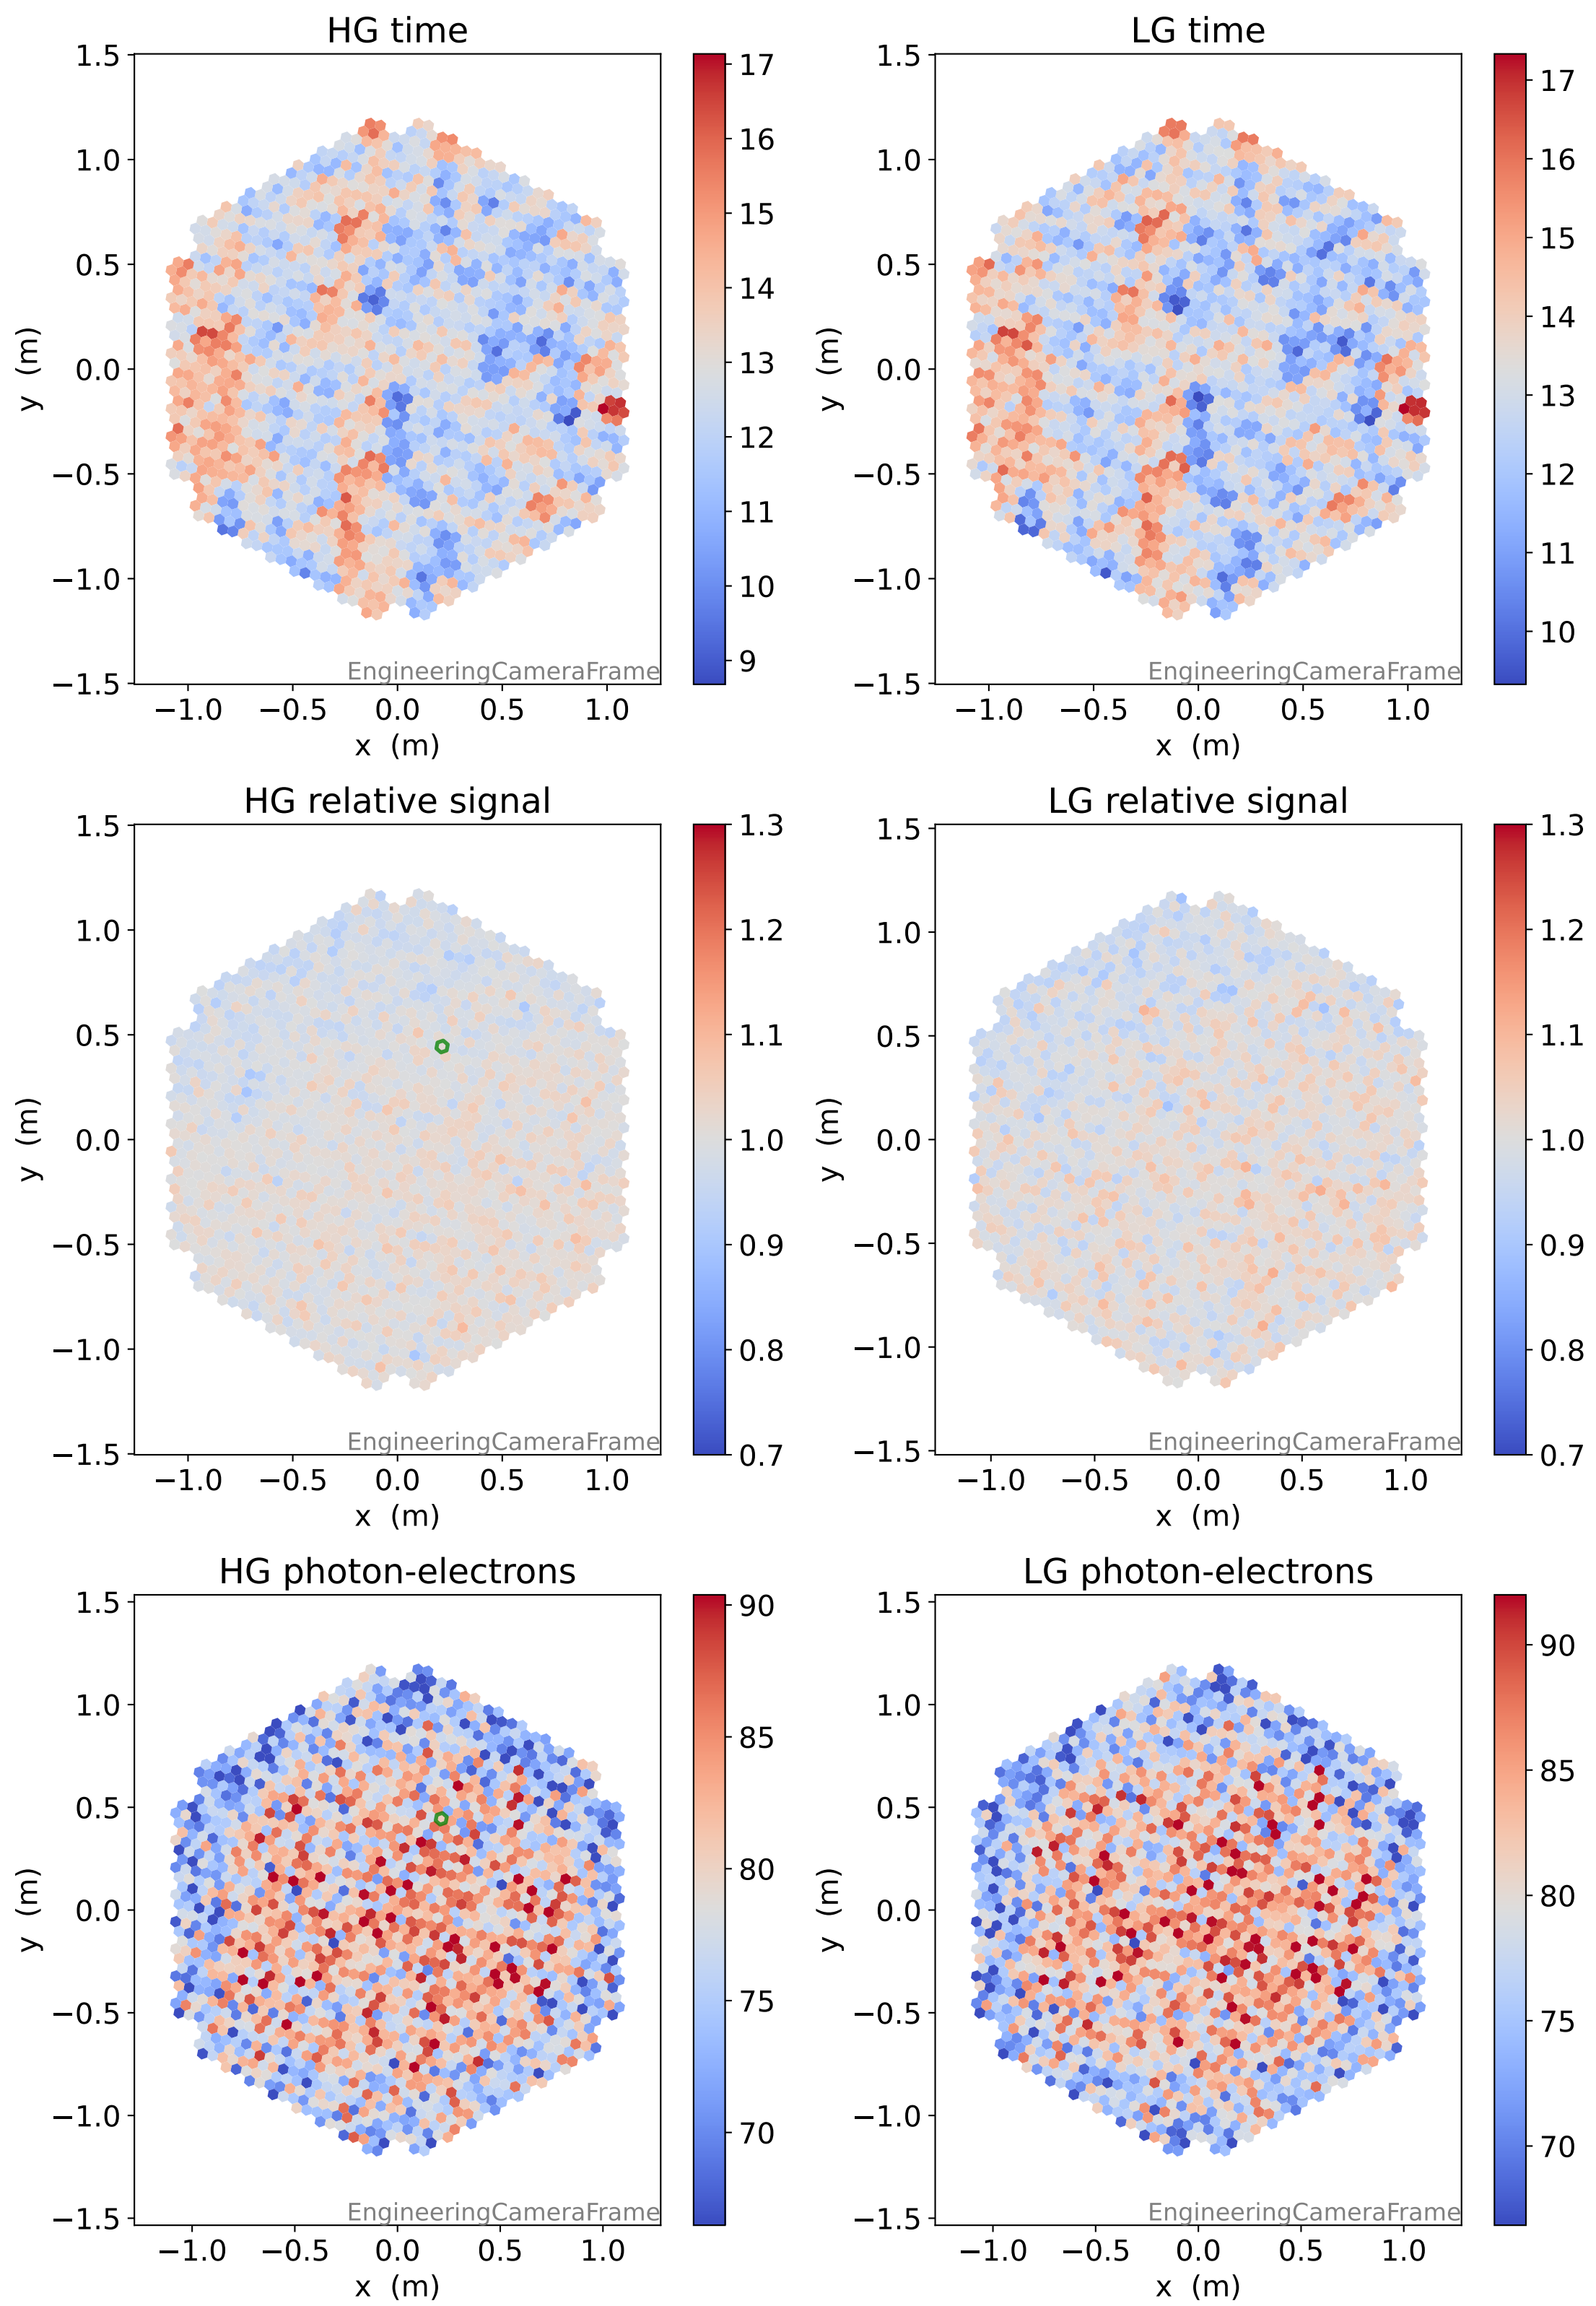 HG time
1.5
1.0
0.5
0.0
−0.5
−1.0
−1.5
y (m)
EngineeringCameraFrame
−1.0 −0.5 0.0 0.5 1.0
x (m)
17
16
15
14
13
12
11
10
9
LG time
1.5
1.0
0.5
0.0
−0.5
−1.0
−1.5
y (m)
EngineeringCameraFrame
−1.0 −0.5 0.0 0.5 1.0
x (m)
17
16
15
14
13
12
11
10
HG relative signal
1.5
1.0
0.5
0.0
−0.5
−1.0
−1.5
y (m)
EngineeringCameraFrame
−1.0 −0.5 0.0 0.5 1.0
x (m)
1.3
1.2
1.1
1.0
0.9
0.8
0.7
LG relative signal
1.5
1.0
0.5
0.0
−0.5
−1.0
−1.5
y (m)
EngineeringCameraFrame
−1.0 −0.5 0.0 0.5 1.0
x (m)
1.3
1.2
1.1
1.0
0.9
0.8
0.7
HG photon-electrons
1.5
1.0
0.5
0.0
−0.5
−1.0
−1.5
y (m)
EngineeringCameraFrame
−1.0 −0.5 0.0 0.5 1.0
x (m)
90
85
80
75
70
LG photon-electrons
1.5
1.0
0.5
0.0
−0.5
−1.0
−1.5
y (m)
EngineeringCameraFrame
−1.0 −0.5 0.0 0.5 1.0
x (m)
90
85
80
75
70